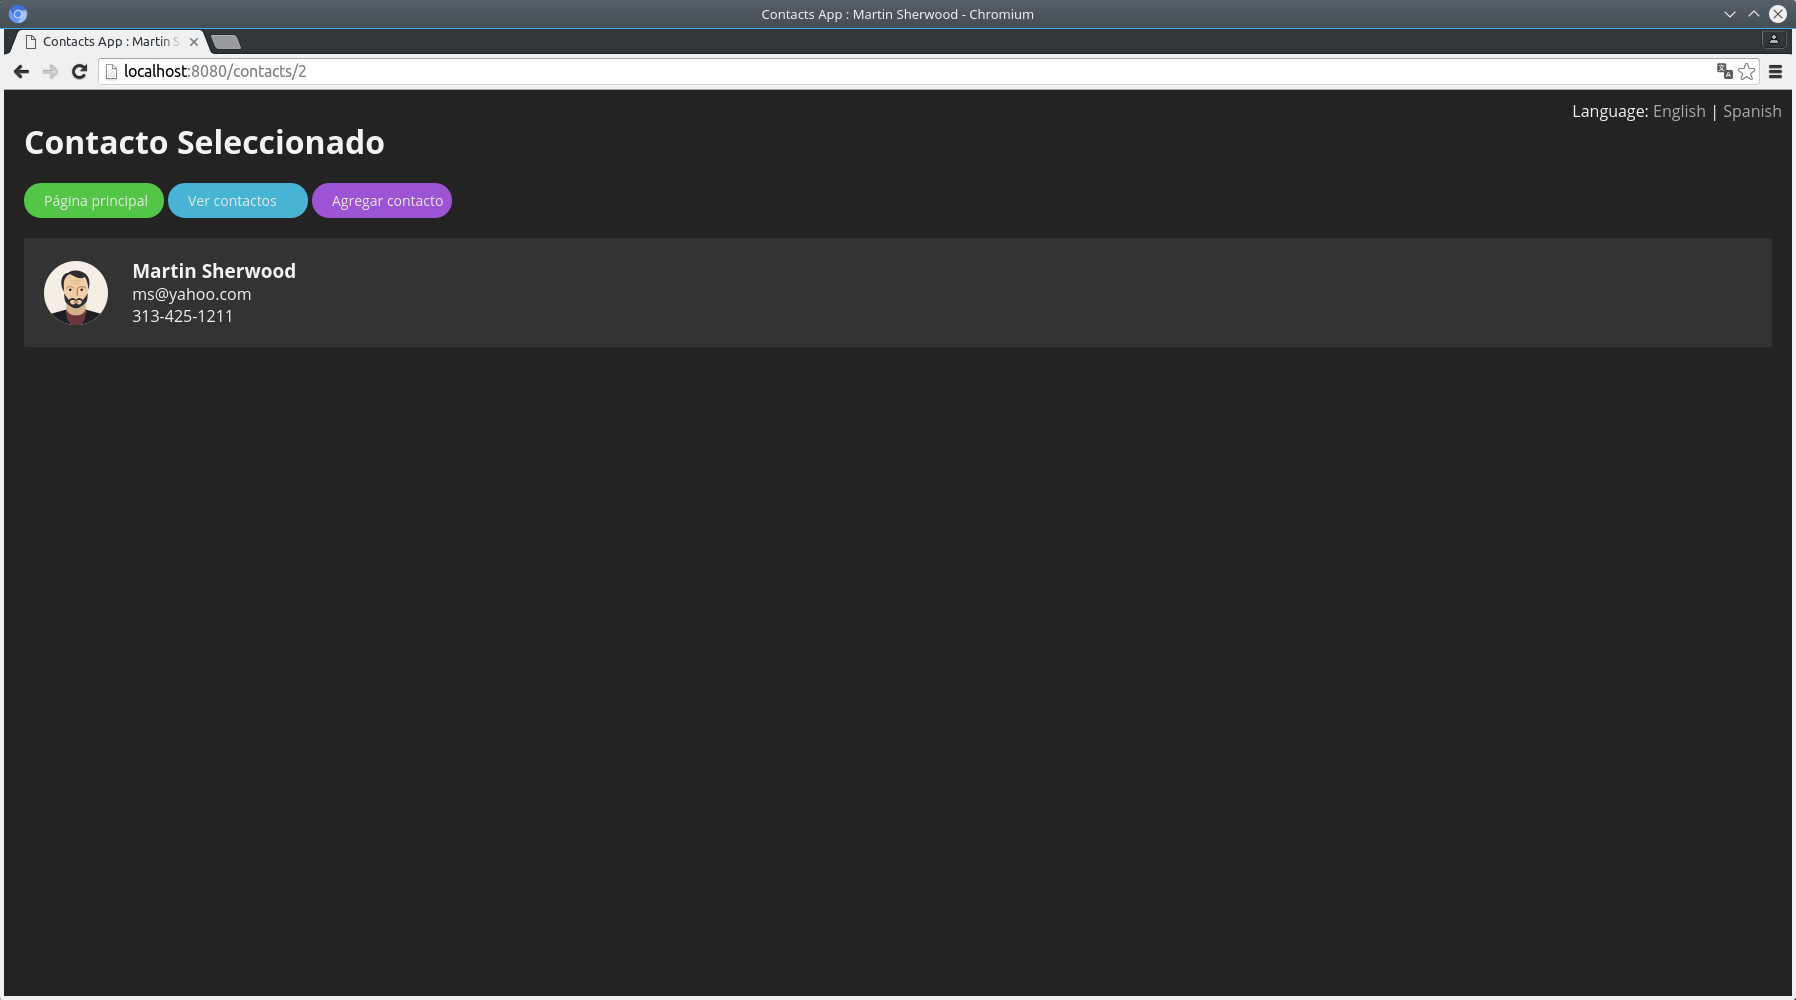 Contacts App : Martin Sherwood - Chromium
Contacts App : Martin S
localhost:8080/contacts/2
Language: English | Spanish
Contacto Seleccionado
Página principal Ver contactos Agregar contacto
Martin Sherwood
ms@yahoo.com
313-425-1211